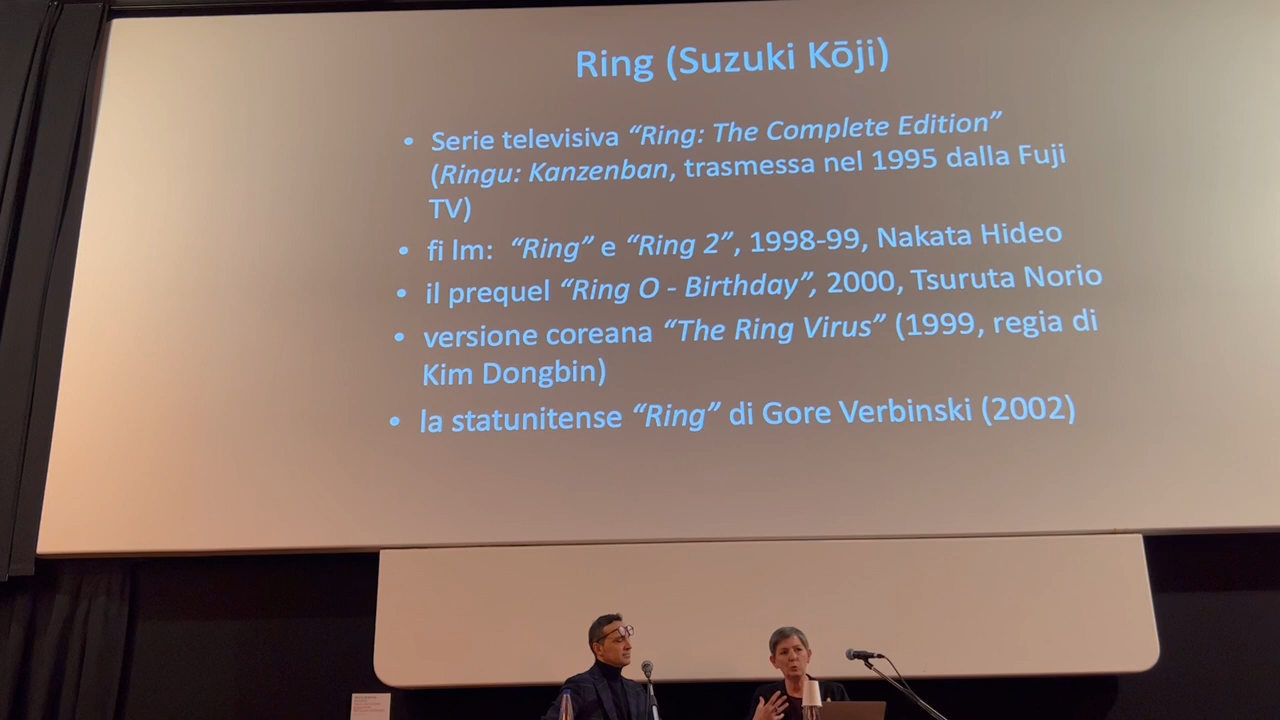 Ring (Suzuki Kōji)
• Serie televisiva “Ring: The Complete Edition”
(Ringu: Kanzenban, trasmessa nel 1995 dalla Fuji
TV)
• fi lm: “Ring” e “Ring 2”, 1998-99, Nakata Hideo
• il prequel “Ring O - Birthday”, 2000, Tsuruta Norio
• versione coreana “The Ring Virus” (1999, regia di
Kim Dongbin)
• la statunitense “Ring” di Gore Verbinski (2002)